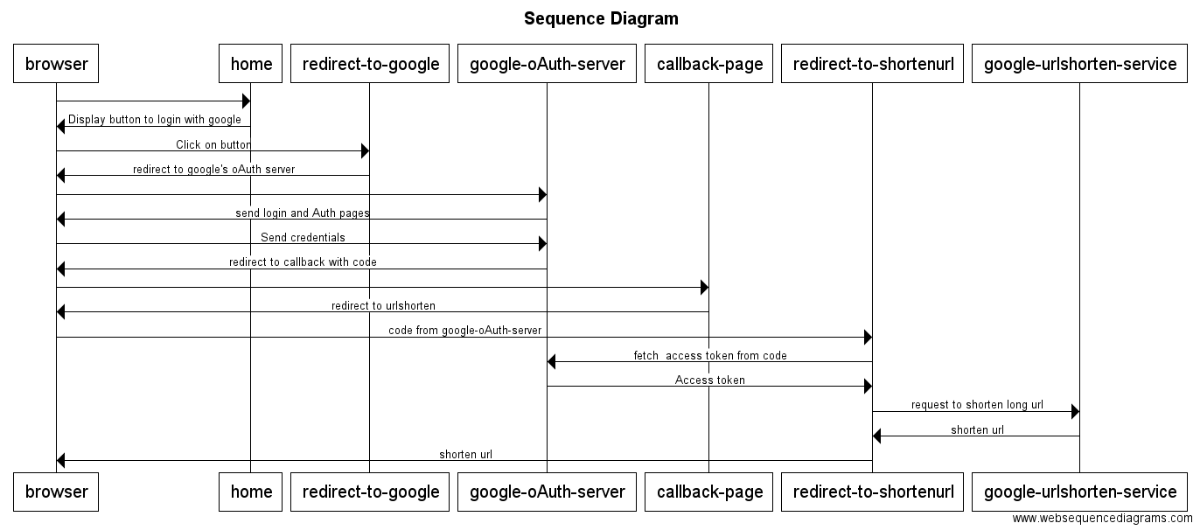 Sequence Diagram
browser home redirect-to-google google-oAuth-server callback-page redirect-to-shortenurl google-urlshorten-service
Display button to login with google
Click on button
redirect to google's oAuth server
send login and Auth pages
Send credentials
redirect to callback with code
redirect to urlshorten
code from google-oAuth-server
fetch  access token from code
Access token
request to shorten long url
shorten url
shorten url
browser home redirect-to-google google-oAuth-server callback-page redirect-to-shortenurl google-urlshorten-service
www.websequencediagrams.com